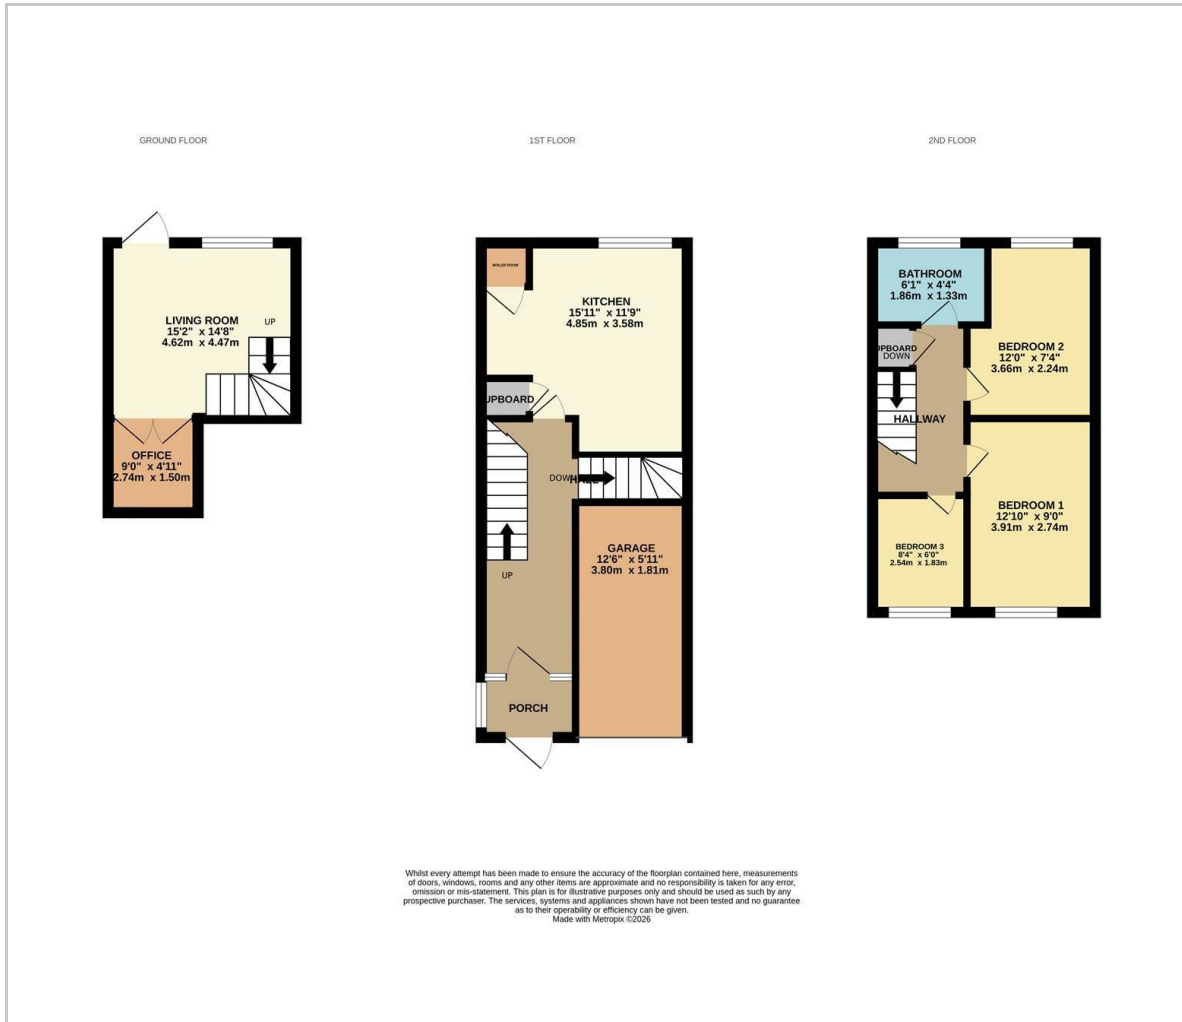 GROUND FLOOR
LIVING ROOM
15'2" x 14'8"
4.62m x 4.47m
UP
OFFICE
9'0" x 4'11"
2.74m x 1.50m
1ST FLOOR
BOILER ROOM
KITCHEN
15'11" x 11'9"
4.85m x 3.58m
UPBOARD
DOWN
UP
GARAGE
12'6" x 5'11"
3.80m x 1.81m
PORCH
2ND FLOOR
BATHROOM
6'1" x 4'4"
1.86m x 1.33m
UPBOARD
DOWN
BEDROOM 2
12'0" x 7'4"
3.66m x 2.24m
HALLWAY
BEDROOM 1
12'10" x 9'0"
3.91m x 2.74m
BEDROOM 3
8'4" x 6'0"
2.54m x 1.83m
Whilst every attempt has been made to ensure the accuracy of the floorplan contained here, measurements
of doors, windows, rooms and any other items are approximate and no responsibility is taken for any error,
omission or mis-statement. This plan is for illustrative purposes only and should be used as such by any
prospective purchaser. The services, systems and appliances shown have not been tested and no guarantee
as to their operability or efficiency can be given.
Made with Metropix ©2026